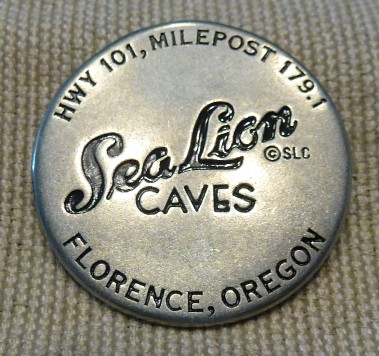 HWY 101, MILEPOST 179.1
Sea Lion
©SLC
CAVES
FLORENCE, OREGON